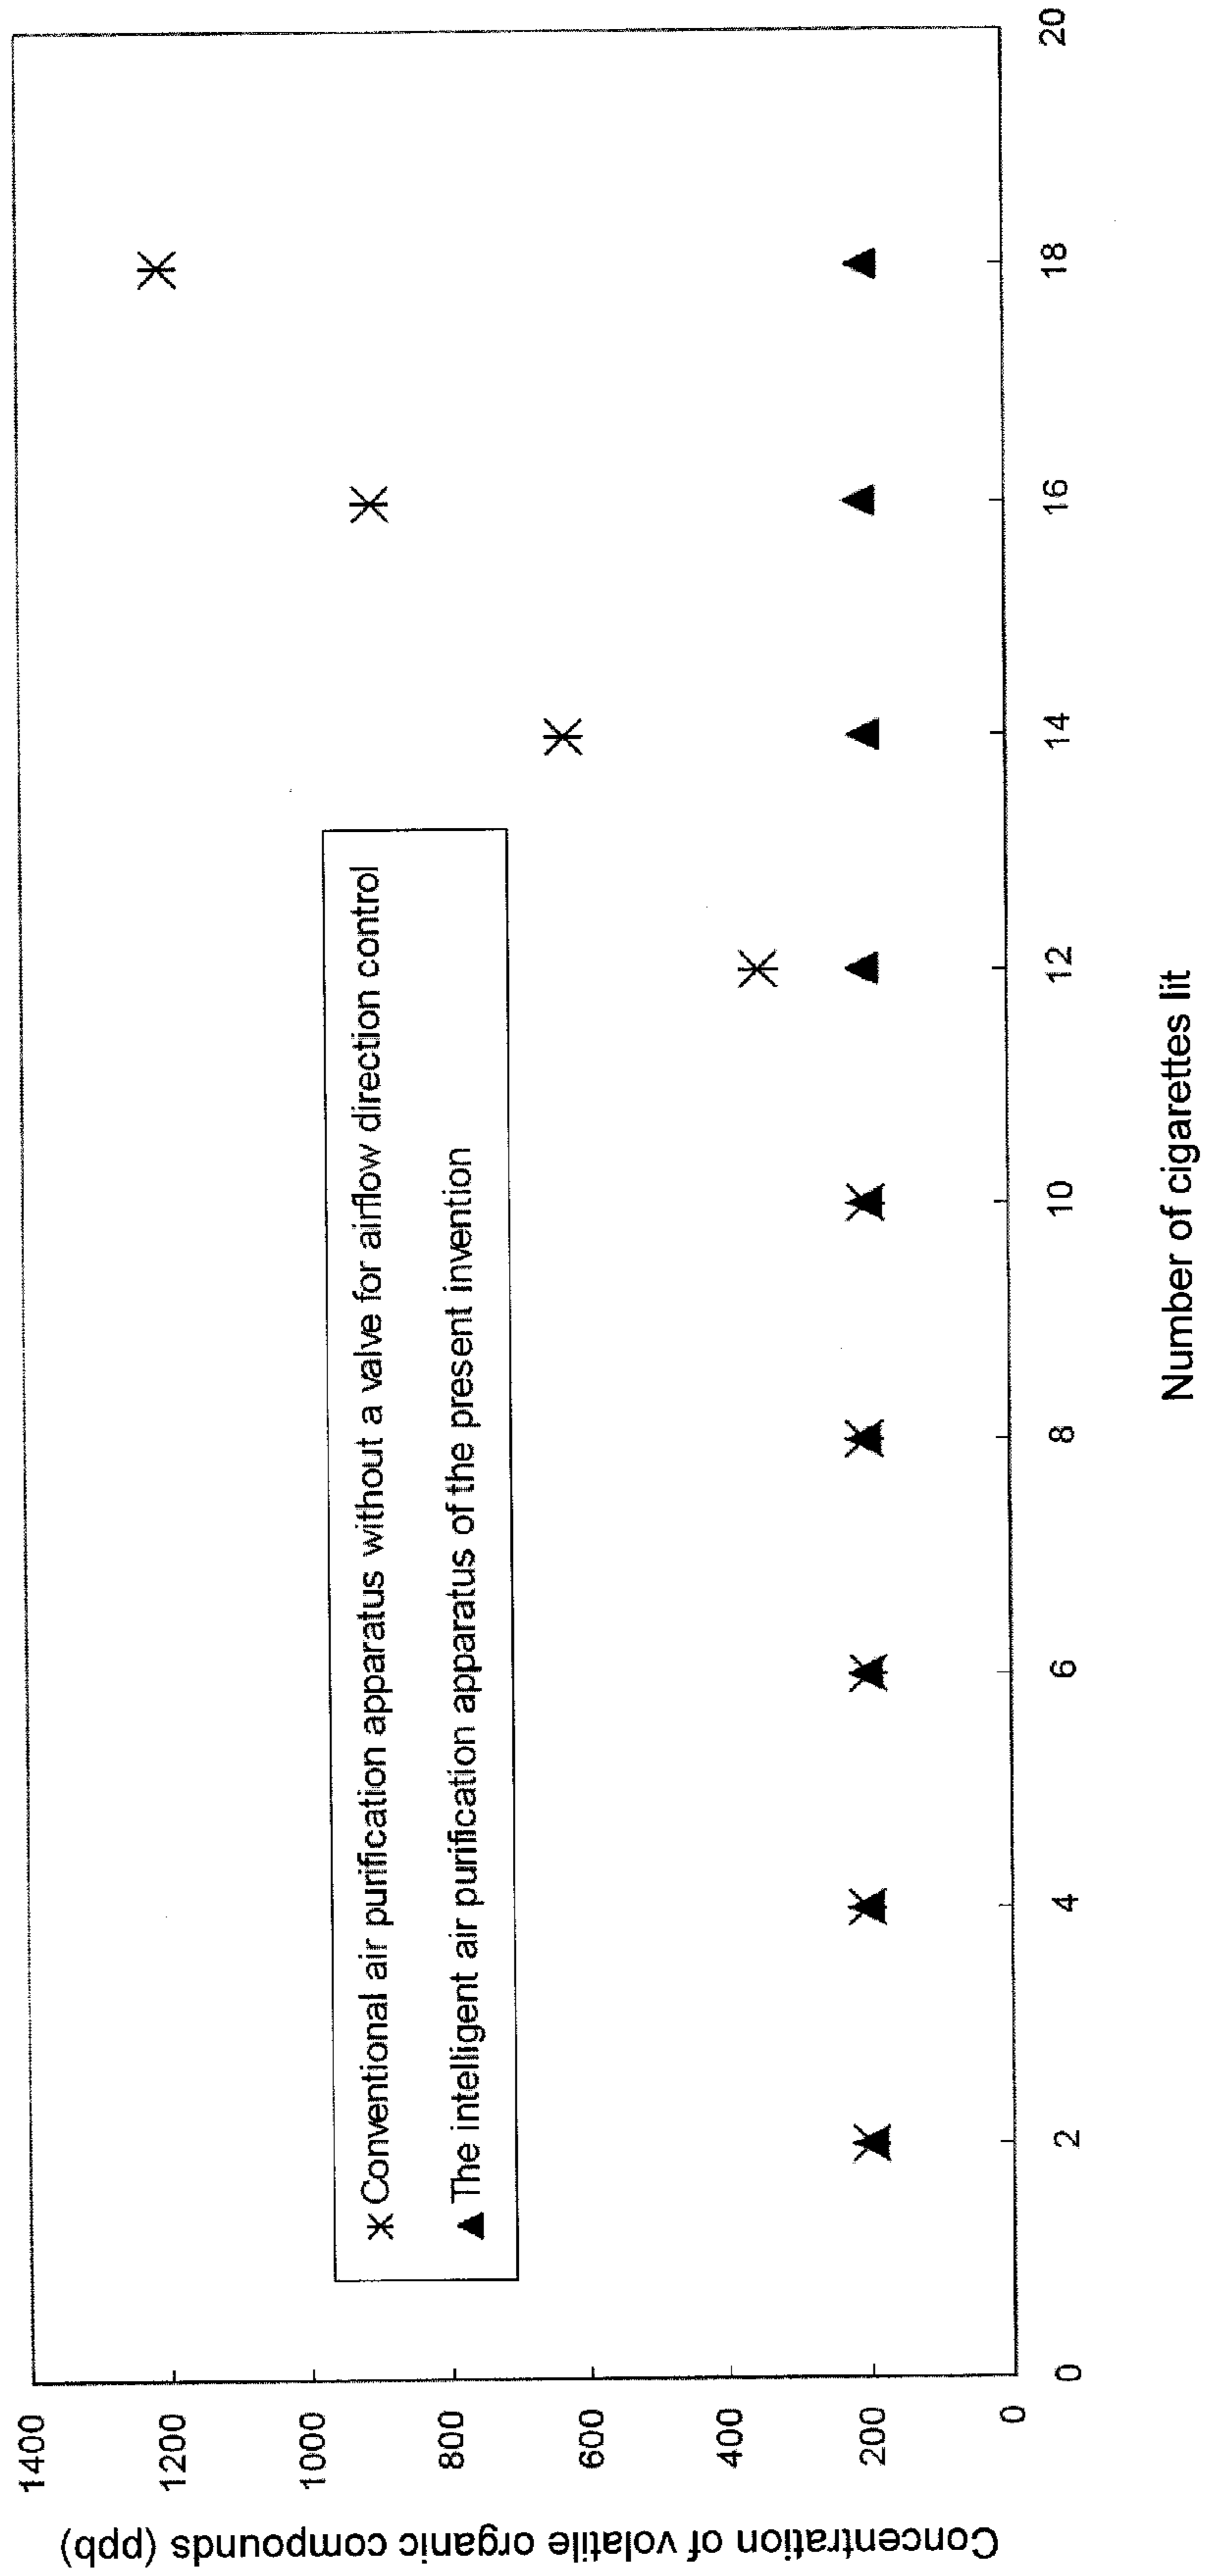 Concentration of volatile organic compounds (ppb)
1400
1200
1000
800
600
400
200
0
Conventional air purification apparatus without a valve for airflow direction control
The intelligent air purification apparatus of the present invention
0 2 4 6 8 10 12 14 16 18 20
Number of cigarettes lit